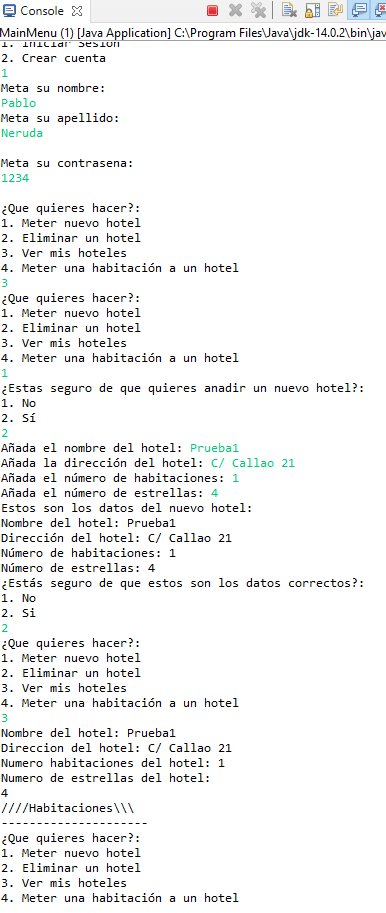 Console
MainMenu (1) [Java Application] C:\Program Files\Java\jdk-14.0.2\bin\jav
1. Iniciar Sesion
2. Crear cuenta
1
Meta su nombre:
Pablo
Meta su apellido:
Neruda
Meta su contrasena:
1234
¿Que quieres hacer?:
1. Meter nuevo hotel
2. Eliminar un hotel
3. Ver mis hoteles
4. Meter una habitación a un hotel
3
¿Que quieres hacer?:
1. Meter nuevo hotel
2. Eliminar un hotel
3. Ver mis hoteles
4. Meter una habitación a un hotel
1
¿Estas seguro de que quieres anadir un nuevo hotel?:
1. No
2. Sí
2
Añada el nombre del hotel: Prueba1
Añada la dirección del hotel: C/ Callao 21
Añada el número de habitaciones: 1
Añada el número de estrellas: 4
Estos son los datos del nuevo hotel:
Nombre del hotel: Prueba1
Dirección del hotel: C/ Callao 21
Número de habitaciones: 1
Número de estrellas: 4
¿Estás seguro de que estos son los datos correctos?:
1. No
2. Si
2
¿Que quieres hacer?:
1. Meter nuevo hotel
2. Eliminar un hotel
3. Ver mis hoteles
4. Meter una habitación a un hotel
3
Nombre del hotel: Prueba1
Direccion del hotel: C/ Callao 21
Numero habitaciones del hotel: 1
Numero de estrellas del hotel:
4
////Habitaciones\\\
---------------------
¿Que quieres hacer?:
1. Meter nuevo hotel
2. Eliminar un hotel
3. Ver mis hoteles
4. Meter una habitación a un hotel